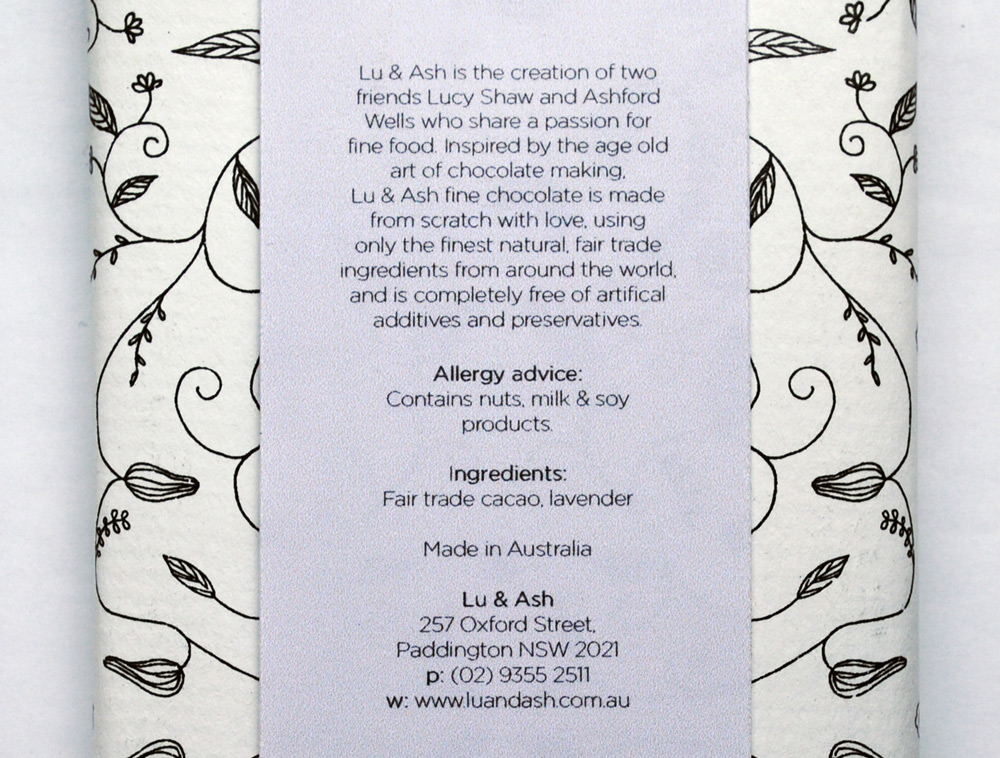 Lu & Ash is the creation of two
friends Lucy Shaw and Ashford
Wells who share a passion for
fine food. Inspired by the age old
art of chocolate making,
Lu & Ash fine chocolate is made
from scratch with love, using
only the finest natural, fair trade
ingredients from around the world,
and is completely free of artifical
additives and preservatives.
Allergy advice:
Contains nuts, milk & soy
products.
Ingredients:
Fair trade cacao, lavender
Made in Australia
Lu & Ash
257 Oxford Street,
Paddington NSW 2021
p: (02) 9355 2511
w: www.luandash.com.au